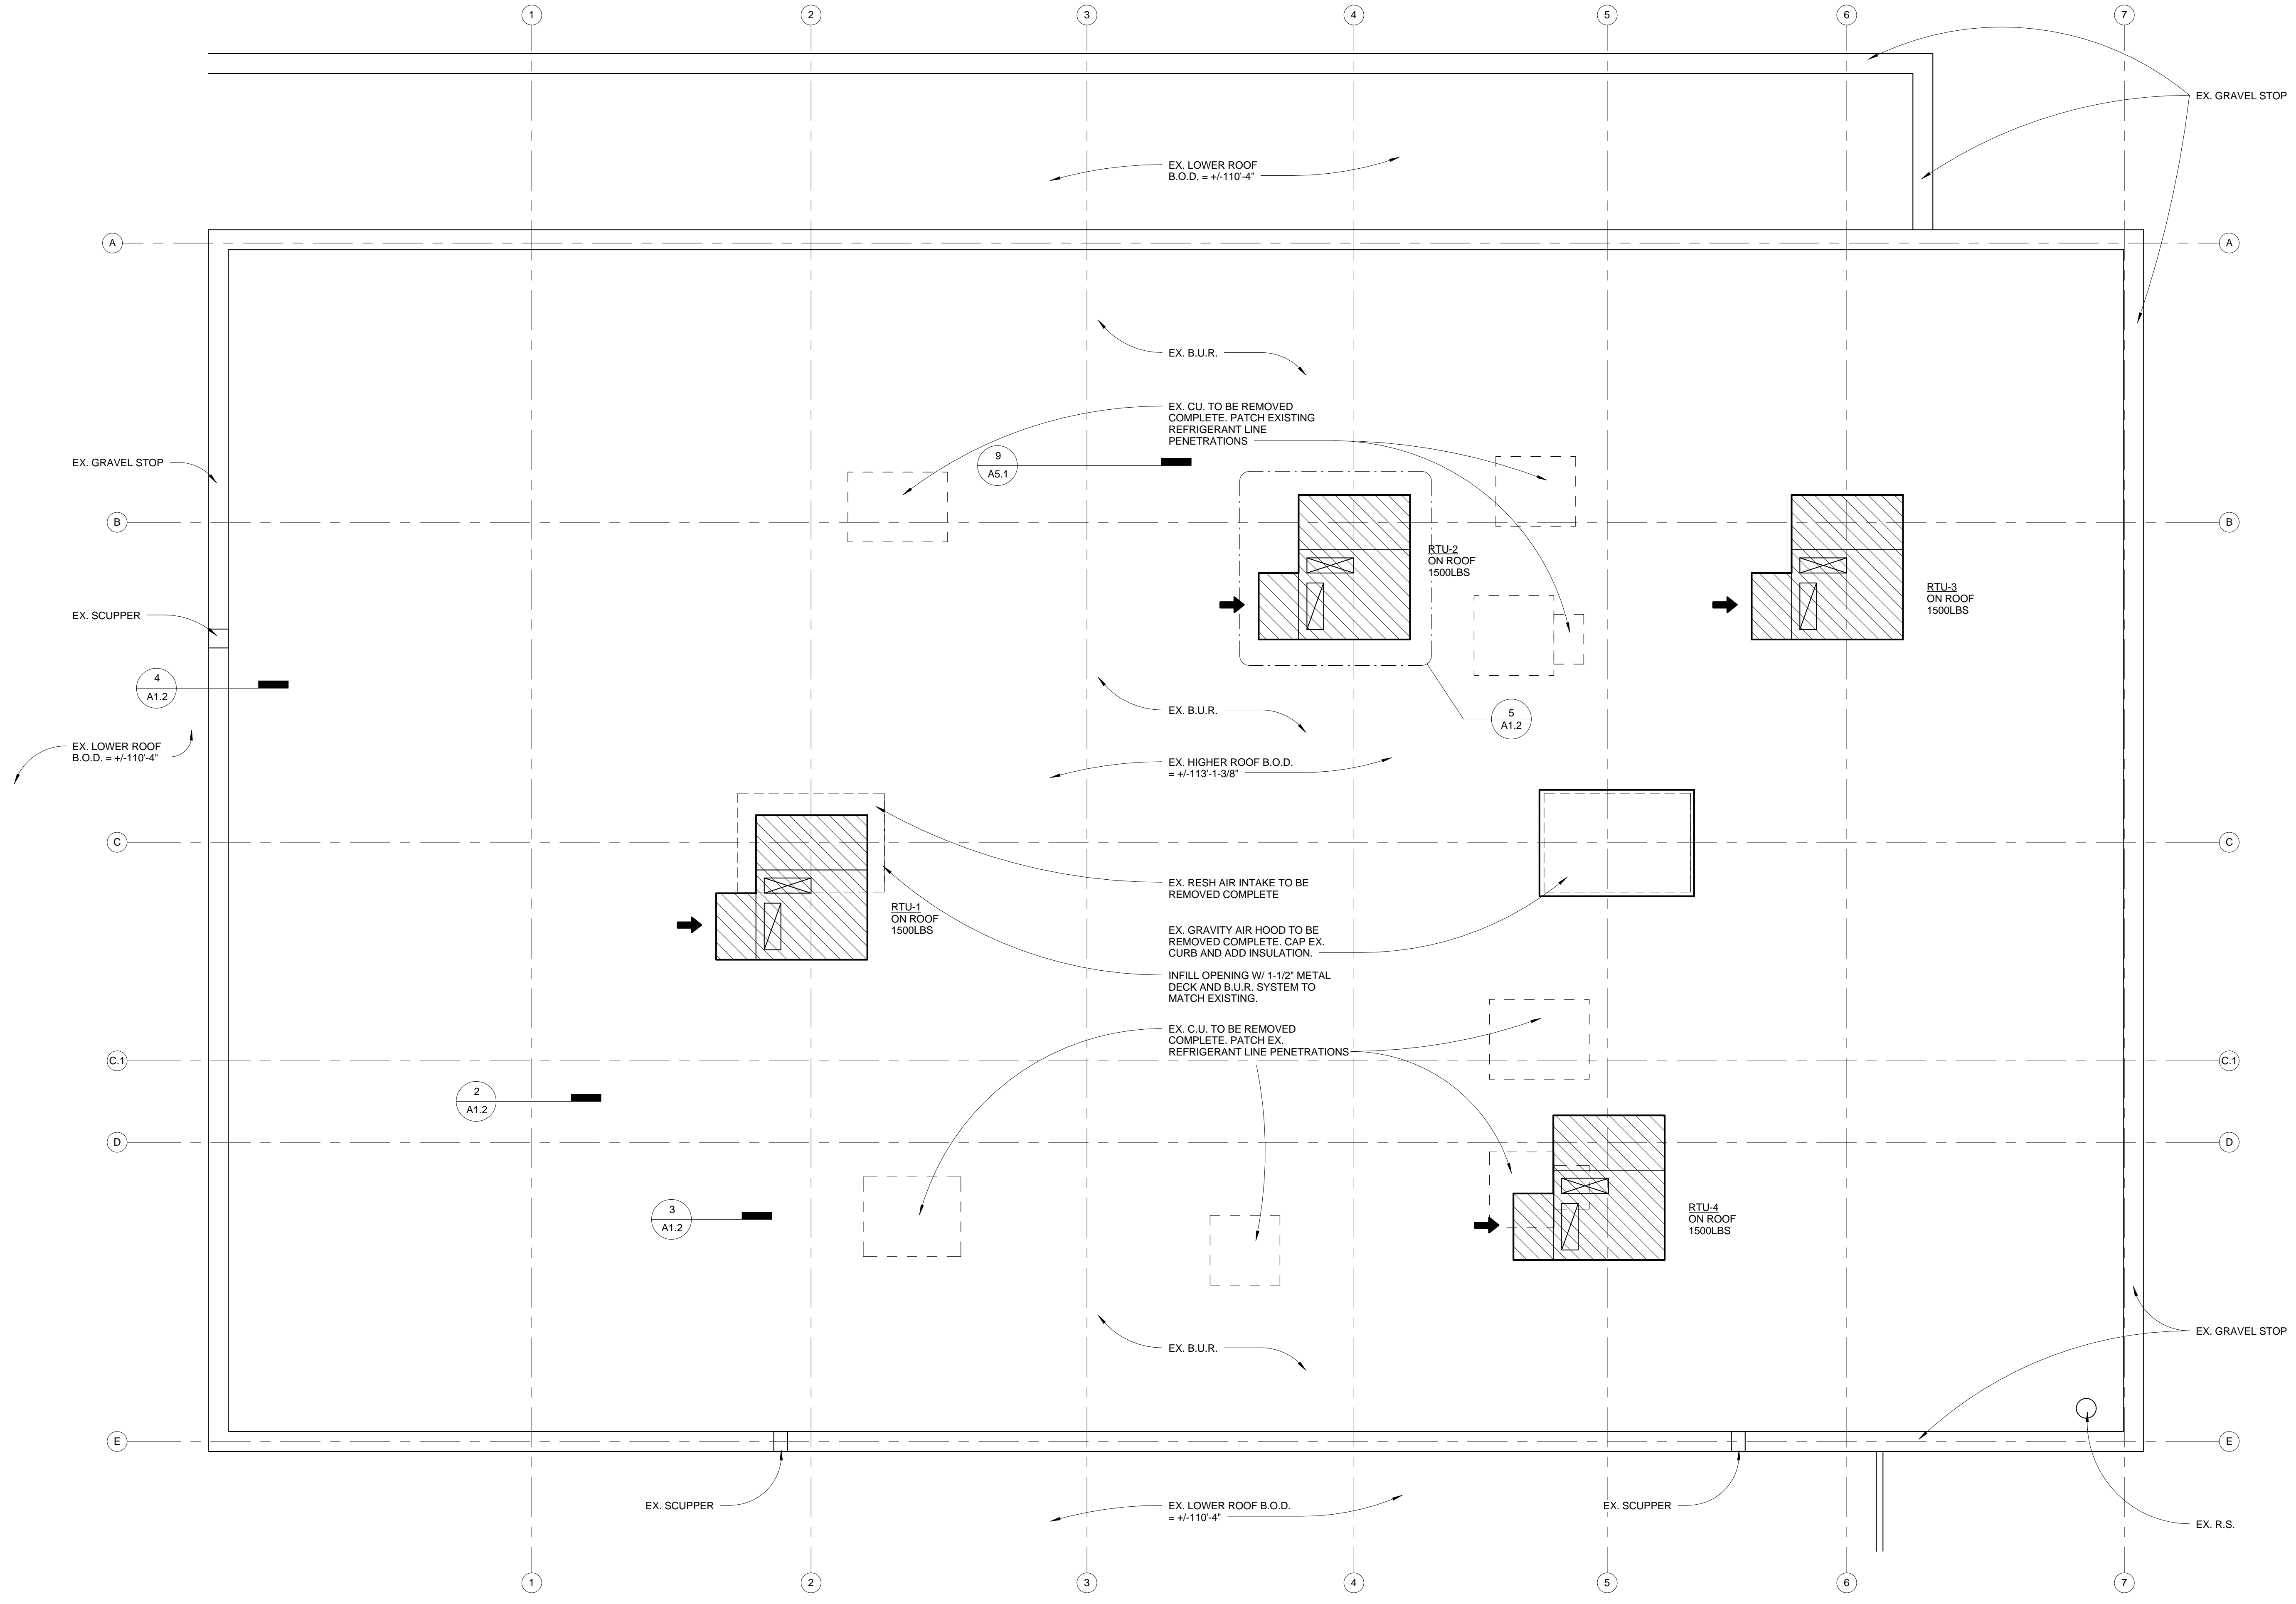 1
2
3
4
5
6
7
EX. GRAVEL STOP
EX. LOWER ROOF
B.O.D. = +/-110'-4"
A
A
EX. B.U.R.
EX. CU. TO BE REMOVED
COMPLETE. PATCH EXISTING
REFRIGERANT LINE
PENETRATIONS
9
A5.1
EX. GRAVEL STOP
B
B
RTU-2
ON ROOF
1500LBS
RTU-3
ON ROOF
1500LBS
EX. SCUPPER
4
A1.2
EX. B.U.R.
5
A1.2
EX. LOWER ROOF
B.O.D. = +/-110'-4"
EX. HIGHER ROOF B.O.D.
= +/-113'-1-3/8"
C
C
EX. RESH AIR INTAKE TO BE
REMOVED COMPLETE
RTU-1
ON ROOF
1500LBS
EX. GRAVITY AIR HOOD TO BE
REMOVED COMPLETE. CAP EX.
CURB AND ADD INSULATION.
INFILL OPENING W/ 1-1/2" METAL
DECK AND B.U.R. SYSTEM TO
MATCH EXISTING.
EX. C.U. TO BE REMOVED
COMPLETE. PATCH EX.
REFRIGERANT LINE PENETRATIONS
C.1
C.1
2
A1.2
D
D
3
A1.2
RTU-4
ON ROOF
1500LBS
EX. B.U.R.
EX. GRAVEL STOP
E
E
EX. SCUPPER
EX. LOWER ROOF B.O.D.
= +/-110'-4"
EX. SCUPPER
EX. R.S.
1
2
3
4
5
6
7